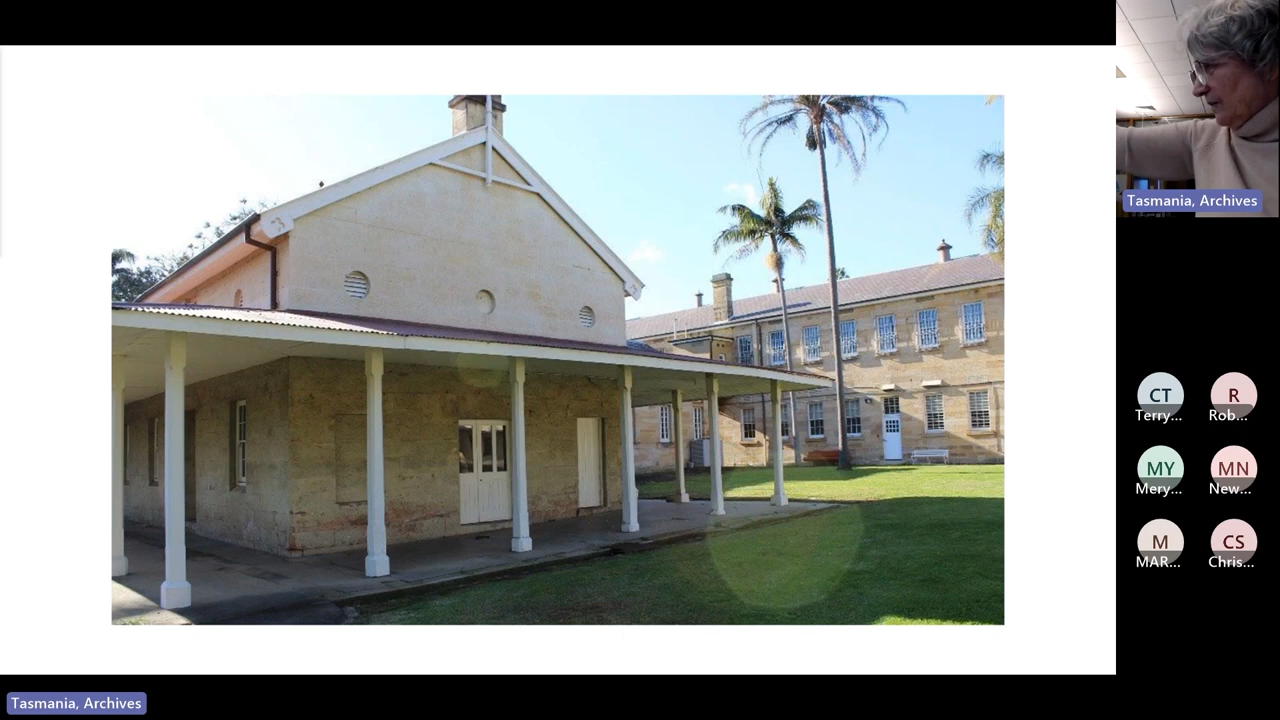 Tasmania, Archives
CT
R
Terry...
Rob...
MY
MN
Mery...
New...
M
CS
MAR...
Chris...
Tasmania, Archives